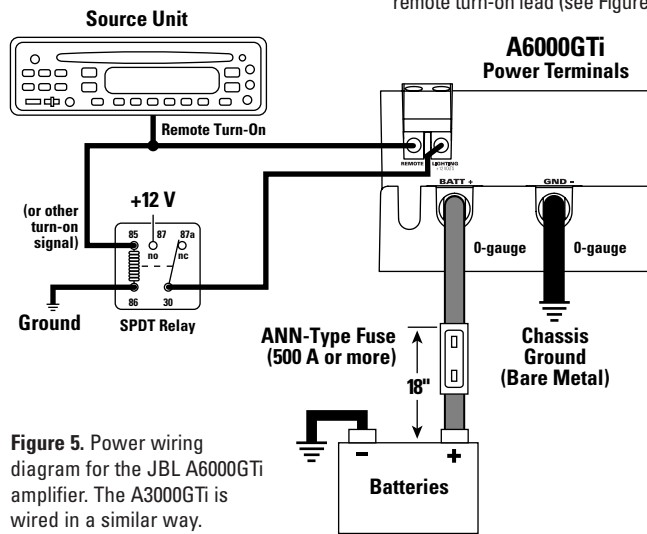 remote turn-on lead (see Figure
Source Unit
A6000GTi
Power Terminals
Remote Turn-On
REMOTE
LIGHTING
+12 VOLTS
BATT +
GND -
(or other
turn-on
signal)
+12 V
85
87
87a
no
nc
86
30
0-gauge
0-gauge
Ground
SPDT Relay
ANN-Type Fuse
(500 A or more)
18"
Chassis
Ground
(Bare Metal)
Figure 5. Power wiring
diagram for the JBL A6000GTi
amplifier. The A3000GTi is
wired in a similar way.
-
+
Batteries